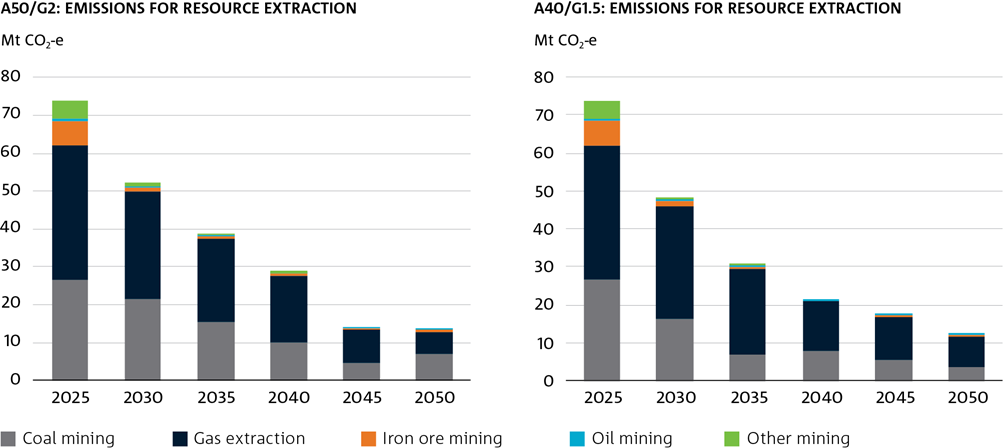 A50/G2: EMISSIONS FOR RESOURCE EXTRACTION
Mt CO₂-e
80
70
60
50
40
30
20
10
0
2025 2030 2035 2040 2045 2050
A40/G1.5: EMISSIONS FOR RESOURCE EXTRACTION
Mt CO₂-e
80
70
60
50
40
30
20
10
0
2025 2030 2035 2040 2045 2050
Coal mining Gas extraction Iron ore mining Oil mining Other mining